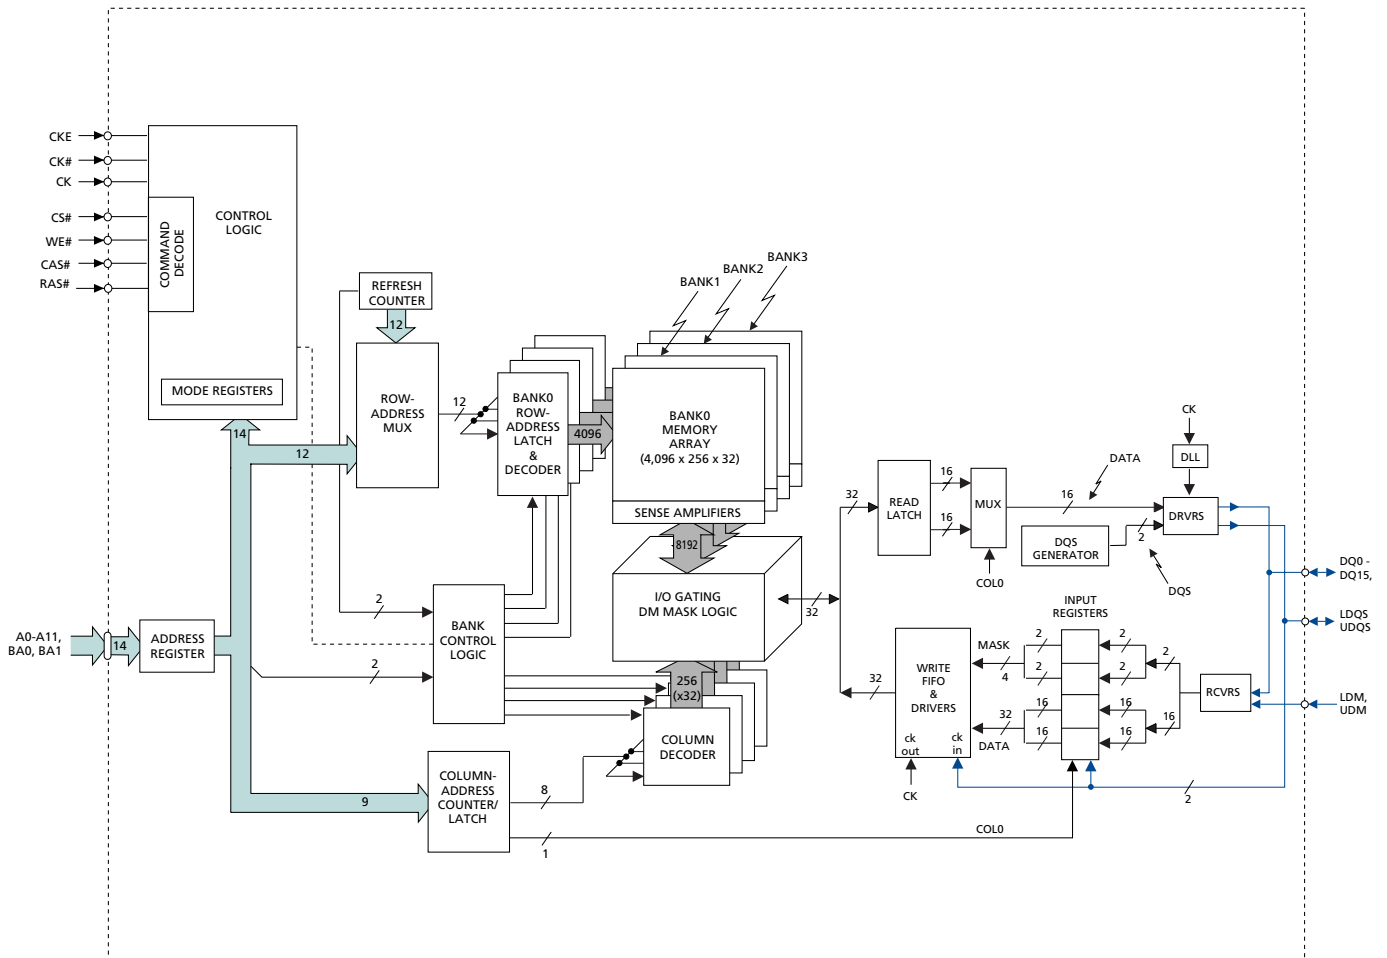 CKE
CK#
CK
CS#
WE#
CAS#
RAS#
COMMAND
DECODE
CONTROL
LOGIC
MODE REGISTERS
REFRESH
COUNTER
12
ROW-
ADDRESS
MUX
12
14
12
BANK0
ROW-
ADDRESS
LATCH
&
DECODER
4096
BANK1
BANK2
BANK3
BANK0
MEMORY
ARRAY
(4,096 x 256 x 32)
SENSE AMPLIFIERS
8192
I/O GATING
DM MASK LOGIC
2
2
BANK
CONTROL
LOGIC
A0-A11,
BA0, BA1
14
ADDRESS
REGISTER
256
(x32)
COLUMN
DECODER
9
COLUMN-
ADDRESS
COUNTER/
LATCH
8
1
COL0
32
32
32
READ
LATCH
16
16
MUX
COL0
16
DATA
CK
DLL
DRVRS
DQS
GENERATOR
2
DQS
DQ0 -
DQ15,
LDQS
UDQS
LDM,
UDM
INPUT
REGISTERS
WRITE
FIFO
&
DRIVERS
ck
out
ck
in
CK
MASK
4
32
DATA
2
2
16
16
2
2
16
16
2
16
RCVRS
2